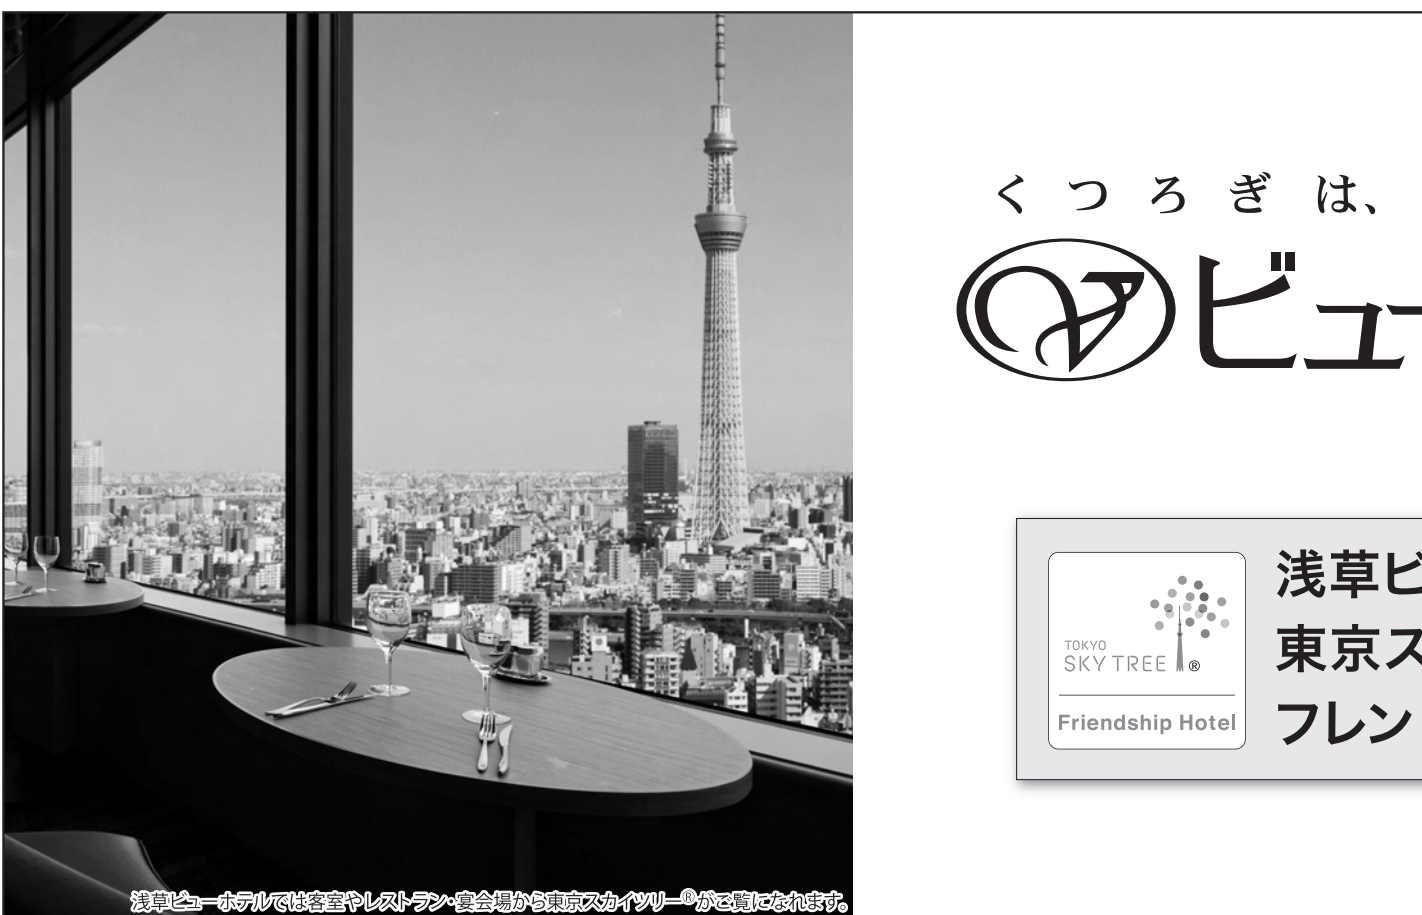 くつろぎは、
ビュー
浅草ビ
東京ス
フレン
TOKYO
SKY TREE ®
Friendship Hotel
浅草ビューホテルでは客室やレストラン・宴会場から東京スカイツリー®がご覧になれます。